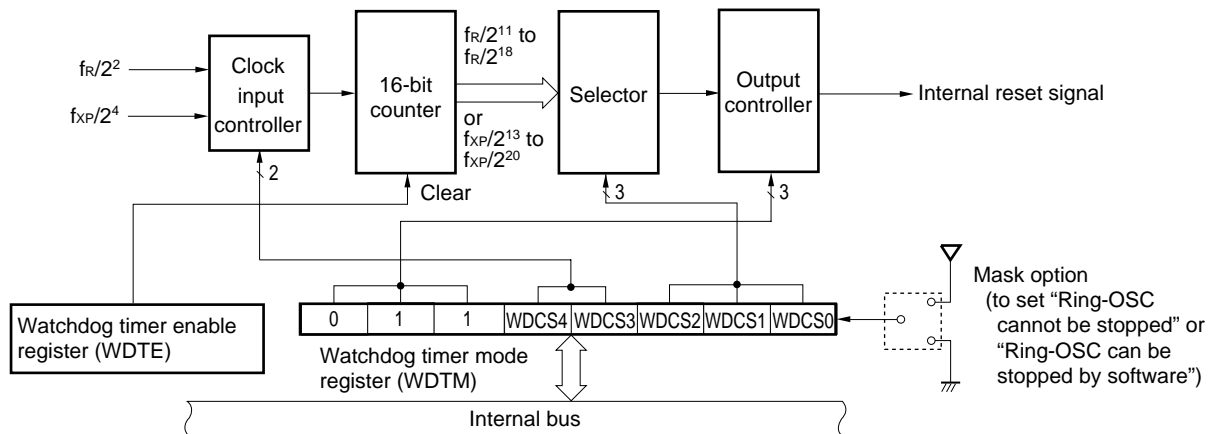 fR/2²
fXP/2⁴
Clock
input
controller
2
16-bit
counter
Clear
fR/2¹¹ to
fR/2¹⁸
or
fXP/2¹³ to
fXP/2²⁰
Selector
3
Output
controller
3
Internal reset signal
Watchdog timer enable
register (WDTE)
0 1 1 WDCS4 WDCS3 WDCS2 WDCS1 WDCS0
Watchdog timer mode
register (WDTM)
Mask option
(to set “Ring-OSC
cannot be stopped” or
“Ring-OSC can be
stopped by software”)
Internal bus